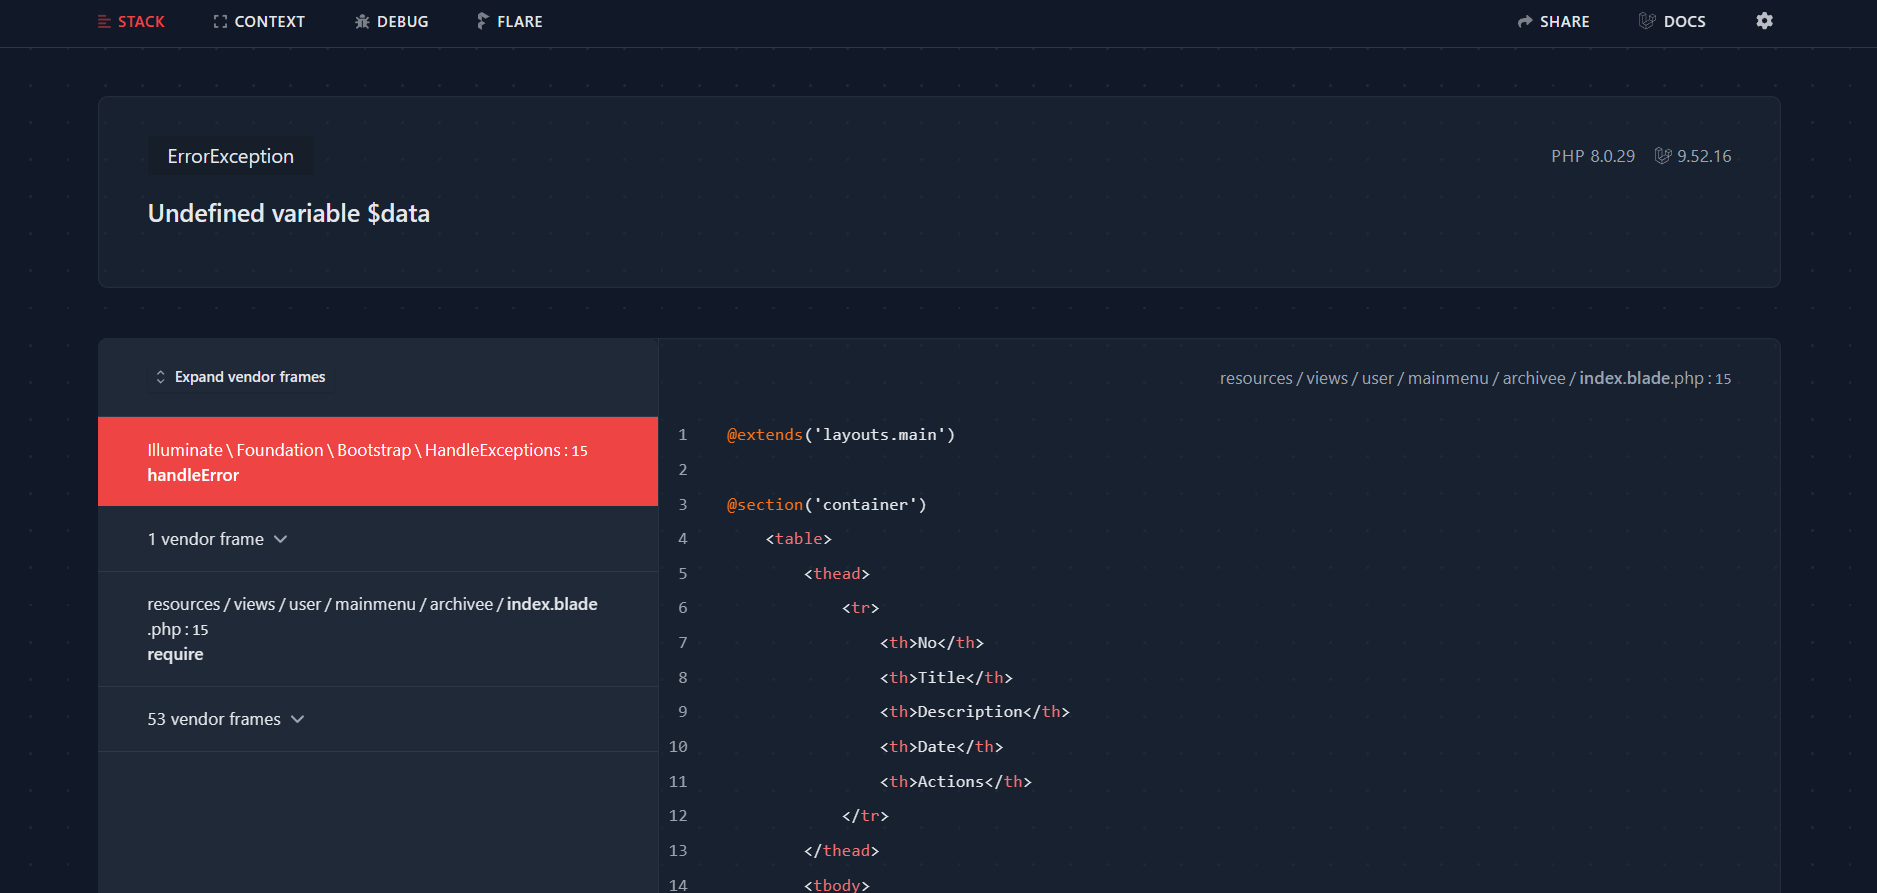 STACK CONTEXT DEBUG FLARE SHARE DOCS
ErrorException
PHP 8.0.29 9.52.16
Undefined variable $data
Expand vendor frames
Illuminate \ Foundation \ Bootstrap \ HandleExceptions : 15
handleError
1 vendor frame
resources / views / user / mainmenu / archivee / index.blade
.php : 15
require
53 vendor frames
resources / views / user / mainmenu / archivee / index.blade.php : 15
1 @extends('layouts.main')
2
3 @section('container')
4 <table>
5 <thead>
6 <tr>
7 <th>No</th>
8 <th>Title</th>
9 <th>Description</th>
10 <th>Date</th>
11 <th>Actions</th>
12 </tr>
13 </thead>
14 <tbody>